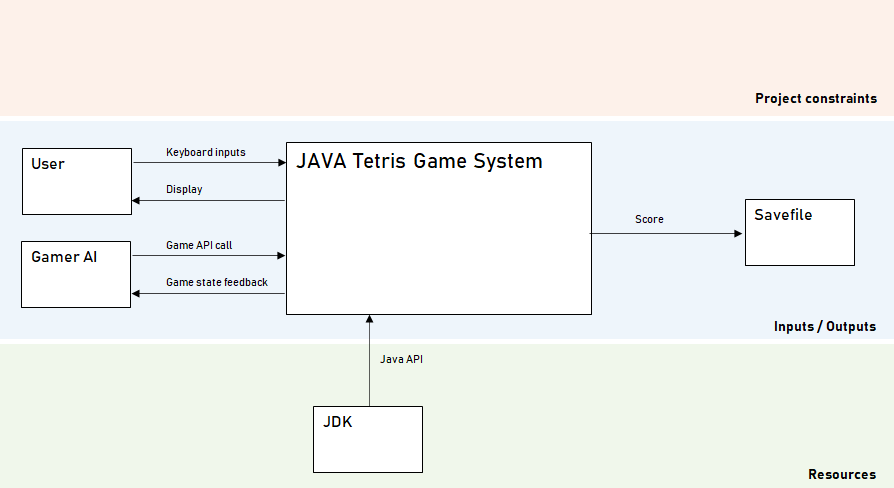 Project constraints
User
Keyboard inputs
JAVA Tetris Game System
Display
Score
Savefile
Gamer AI
Game API call
Game state feedback
Inputs / Outputs
Java API
JDK
Resources